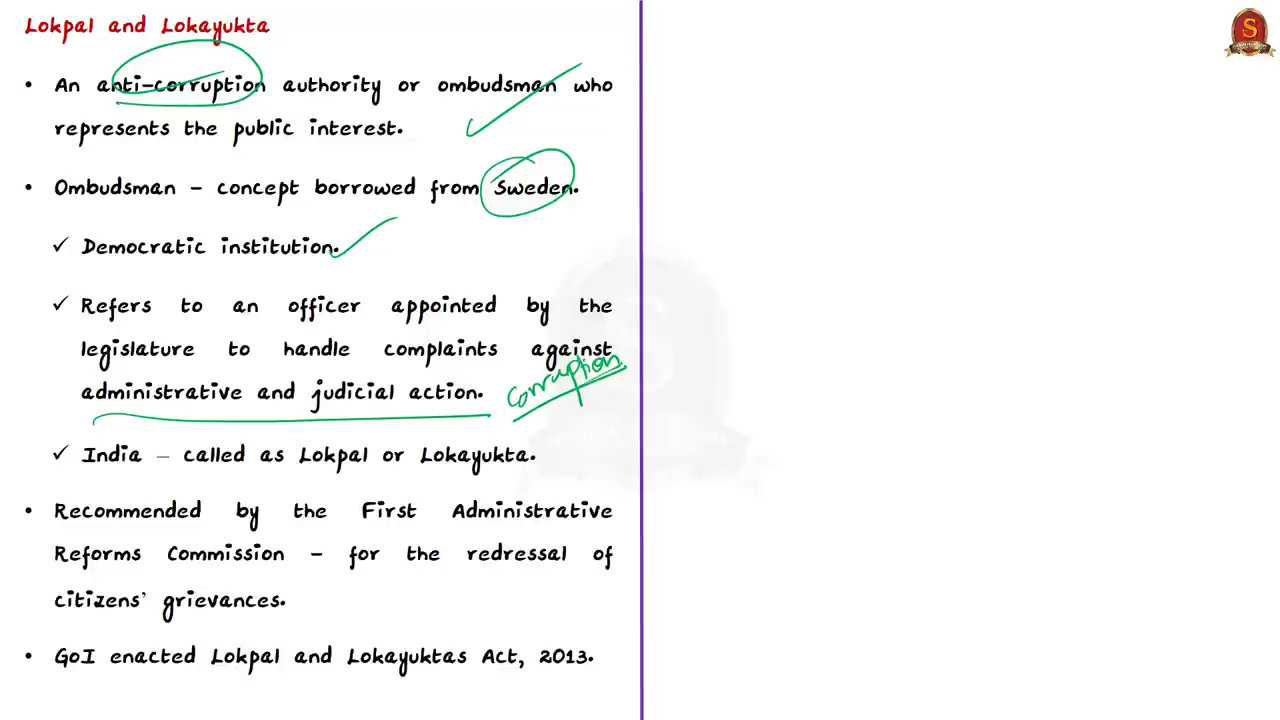 Lokpal and Lokayukta
• An anti-corruption authority or ombudsman who
represents the public interest.
• Ombudsman – concept borrowed from Sweden.
✓ Democratic institution.
✓ Refers to an officer appointed by the
legislature to handle complaints against
administrative and judicial action.
corruption
✓ India – called as Lokpal or Lokayukta.
• Recommended by the First Administrative
Reforms Commission – for the redressal of
citizens' grievances.
• GoI enacted Lokpal and Lokayuktas Act, 2013.
S